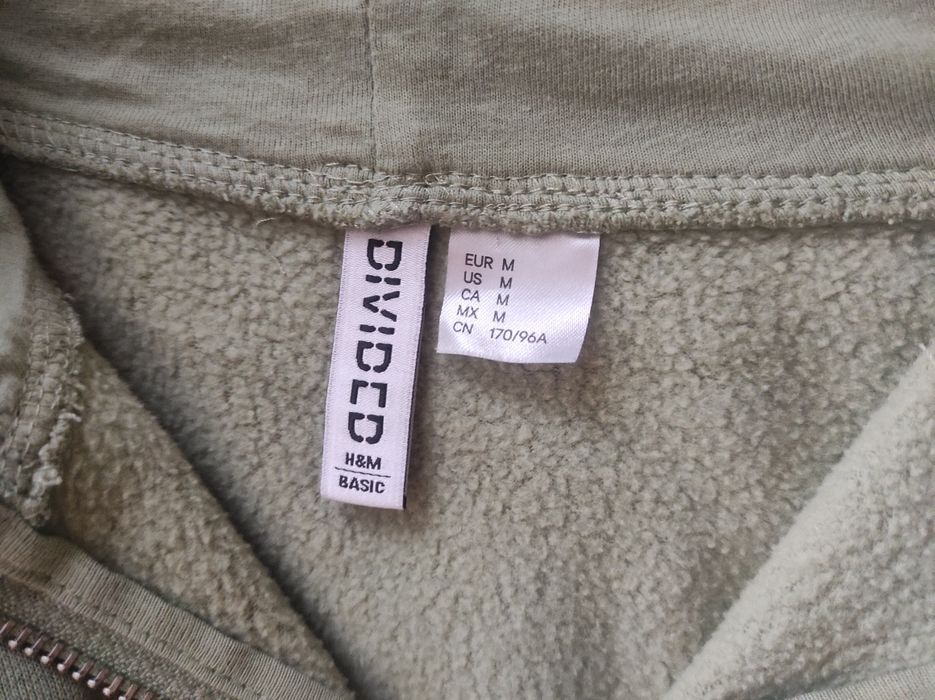 DIVIDED
H&M
BASIC
EUR M
US M
CA M
MX M
CN 170/96A